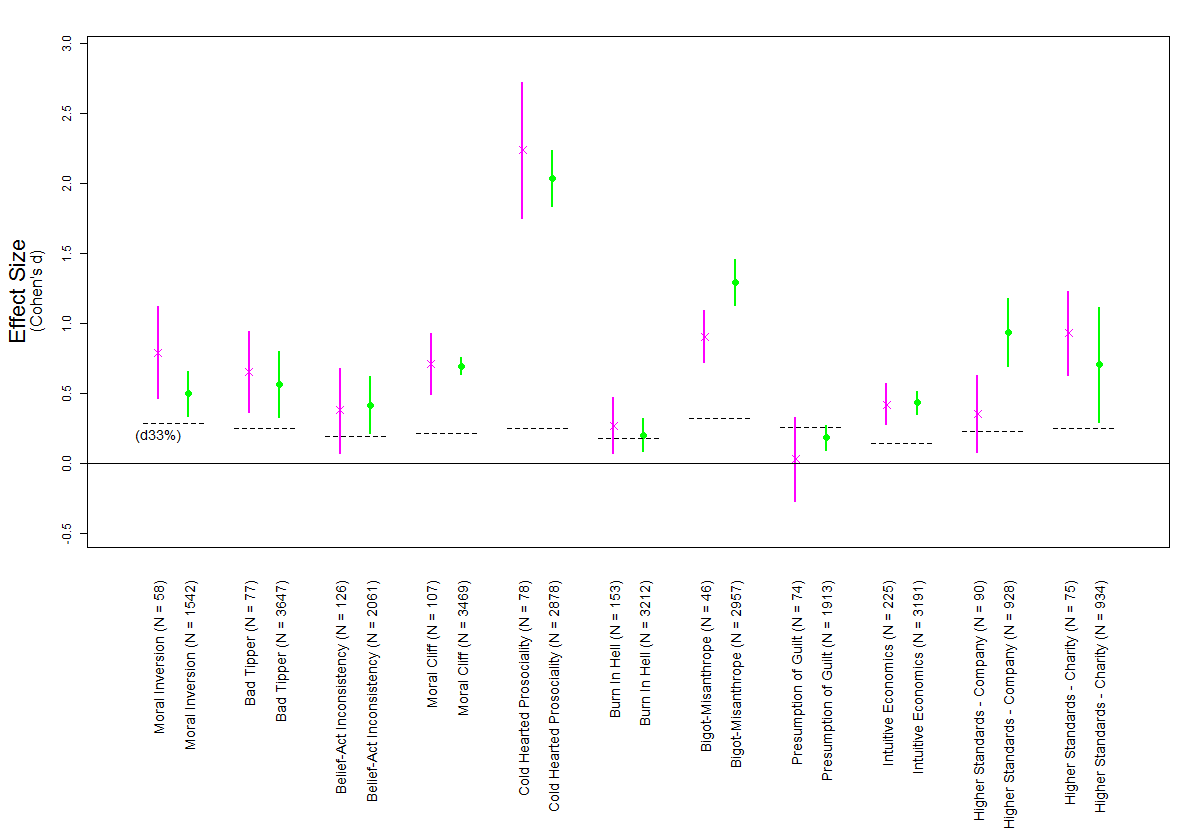 3.0
2.5
2.0
1.5
1.0
0.5
0.0
-0.5
Effect Size
(Cohen's d)
(d33%)
Moral Inversion (N = 58)
Moral Inversion (N = 1542)
Bad Tipper (N = 77)
Bad Tipper (N = 3647)
Belief-Act Inconsistency (N = 126)
Belief-Act Inconsistency (N = 2061)
Moral Cliff (N = 107)
Moral Cliff (N = 3469)
Cold Hearted Prosociality (N = 78)
Cold Hearted Prosociality (N = 2878)
Burn In Hell (N = 153)
Burn In Hell (N = 3212)
Bigot-Misanthrope (N = 46)
Bigot-Misanthrope (N = 2957)
Presumption of Guilt (N = 74)
Presumption of Guilt (N = 1913)
Intuitive Economics (N = 225)
Intuitive Economics (N = 3191)
Higher Standards - Company (N = 90)
Higher Standards - Company (N = 928)
Higher Standards - Charity (N = 75)
Higher Standards - Charity (N = 934)